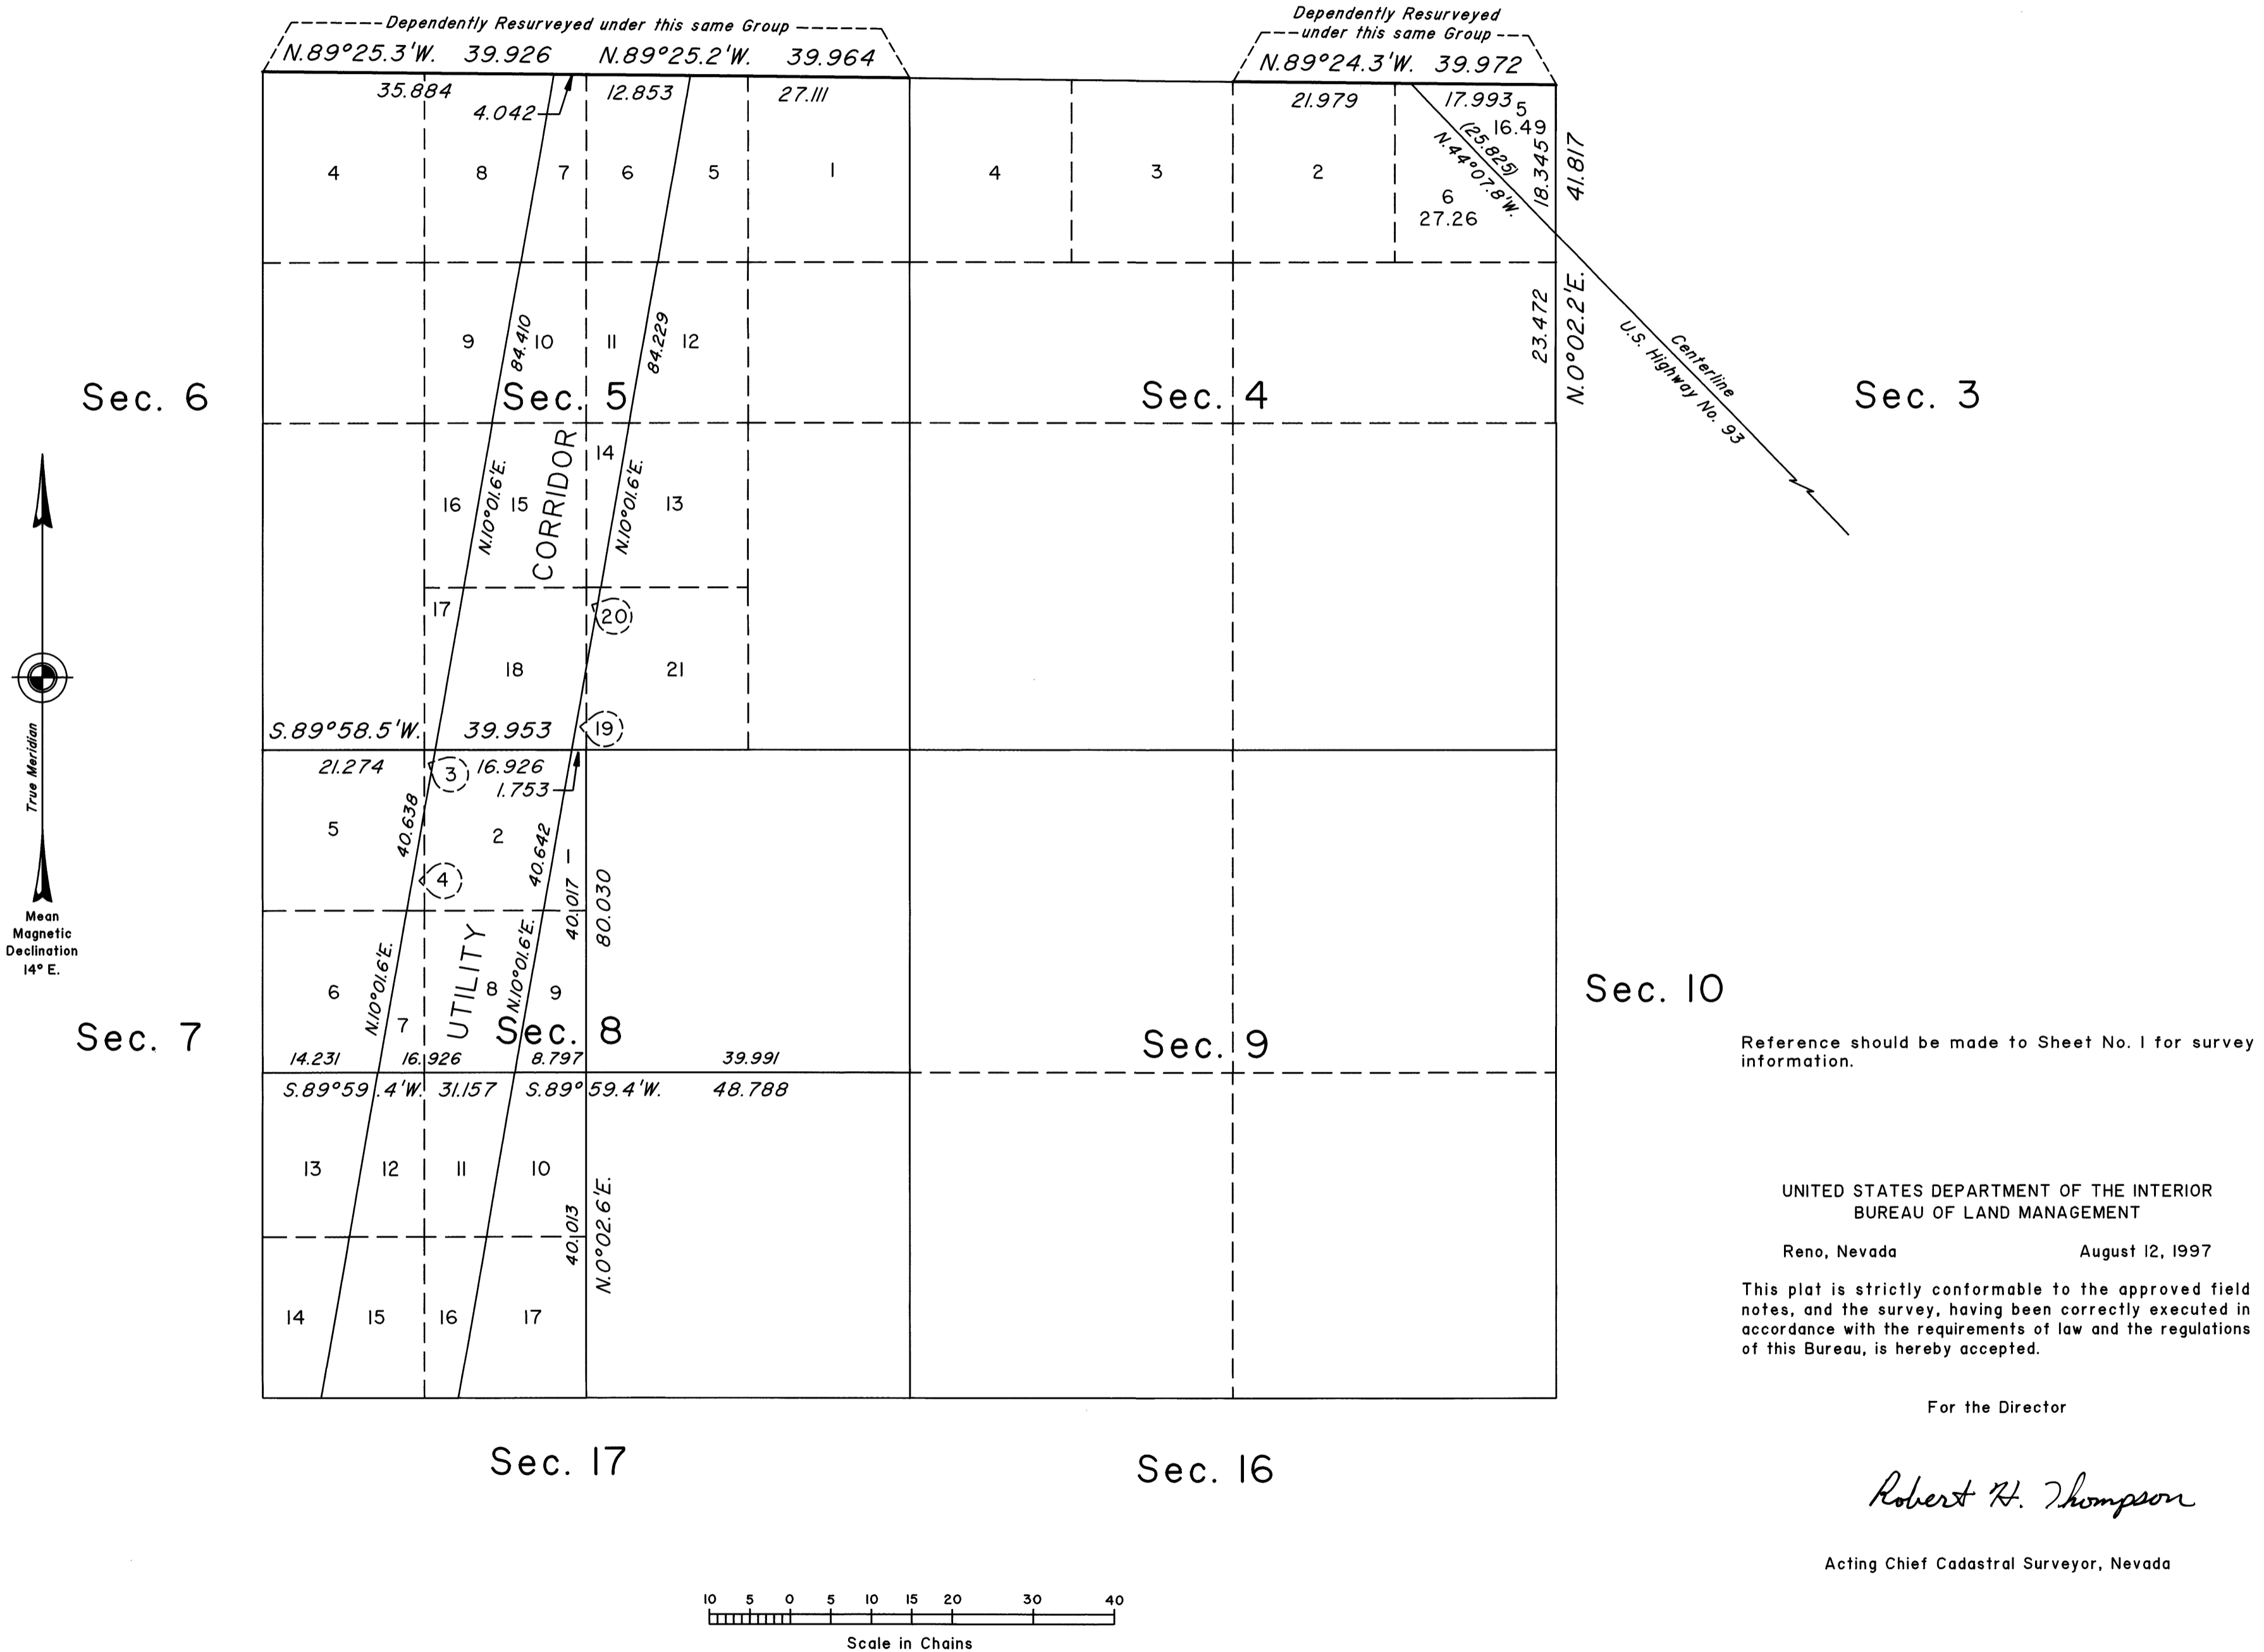 Dependently Resurveyed under this same Group
Dependently Resurveyed
under this same Group
N.89°25.3'W. 39.926 N.89°25.2'W. 39.964
N.89°24.3'W. 39.972
35.884
4.042
12.853
27.111
21.979
17.993
5
16.49
(25.825)
N.44°07.8'W.
18.345
41.817
4
8
7
6
5
1
4
3
2
6
27.26
9
84.410
10
11
84.229
12
23.472
N.0°02.2'E.
Centerline
U.S. Highway No. 93
Sec. 6
Sec. 5
Sec. 4
Sec. 3
16
N.10°01.6'E.
15
CORRIDOR
14
N.10°01.6'E.
13
17
20
18
21
S.89°58.5'W. 39.953
19
21.274
3
16.926
1.753
5
40.638
2
40.642
1
4
40.017
80.030
True Meridian
Mean
Magnetic
Declination
14° E.
6
N.10°01.6'E.
7
UTILITY
8
N.10°01.6'E.
9
Sec. 7
Sec. 8
Sec. 9
Sec. 10
14.231
16.926
8.797
39.991
S.89°59.4'W. 31.157 S.89°59.4'W. 48.788
13
12
11
10
40.013
N.0°02.6'E.
14
15
16
17
Sec. 17
Sec. 16
Reference should be made to Sheet No. 1 for survey
information.
UNITED STATES DEPARTMENT OF THE INTERIOR
BUREAU OF LAND MANAGEMENT
Reno, Nevada August 12, 1997
This plat is strictly conformable to the approved field
notes, and the survey, having been correctly executed in
accordance with the requirements of law and the regulations
of this Bureau, is hereby accepted.
For the Director
Robert H. Thompson
Acting Chief Cadastral Surveyor, Nevada
10 5 0 5 10 15 20 30 40
Scale in Chains